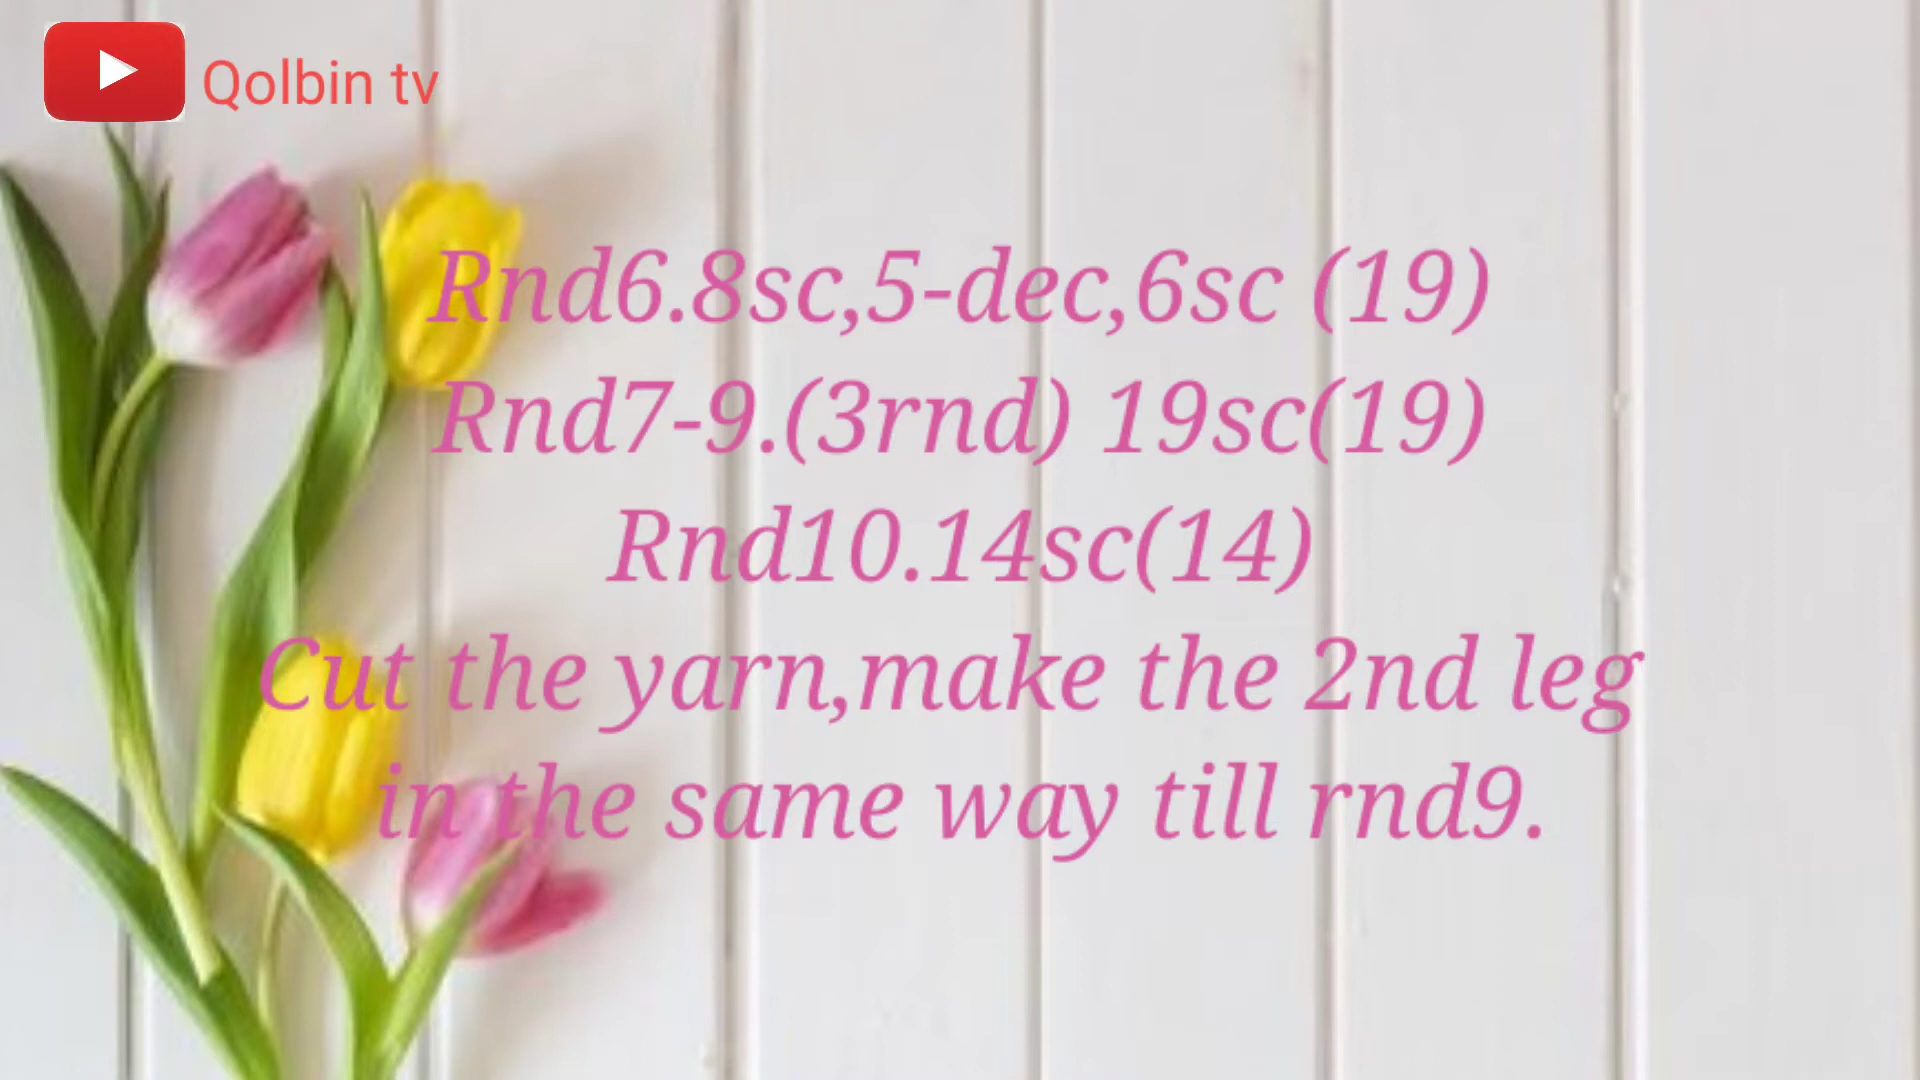 Qolbin tv
Rnd6.8sc,5-dec,6sc (19)
Rnd7-9.(3rnd) 19sc(19)
Rnd10.14sc(14)
Cut the yarn,make the 2nd leg
in the same way till rnd9.